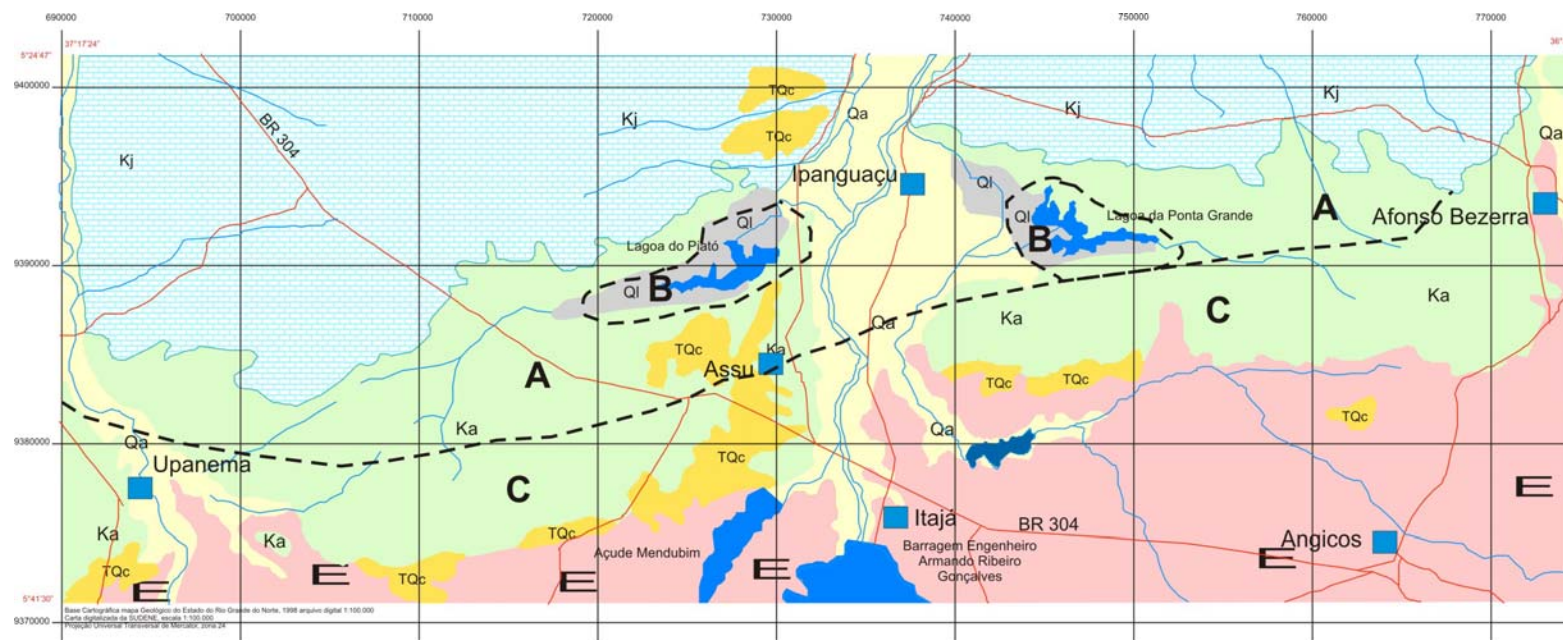 690000 700000 710000 720000 730000 740000 750000 760000 770000
37°17'24" 36°
5°24'47"
9400000
TQc
Kj Kj Kj
Qa
BR 304
TQc
Kj
Qa
Ipanguaçu
Ql
Ql
Ql
Lagoa da Ponta Grande
A
Afonso Bezerra
Lagoa do Piató
B
9390000
Ql
B
Ka
Ka
C
Qa
TQc
Ka
Assu
A
TQc TQc
TQc
Ka
Qa
9380000
Qa
Upanema
TQc
C
E
Itajá
BR 304
Angicos
Ka
Ka
TQc
Açude Mendubim
Barragem Engenheiro
Armando Ribeiro
Gonçalves
E
TQc
TQc
E
E
E
E
5°41'30"
Base Cartográfica mapa Geológico do Estado do Rio Grande do Norte, 1998 arquivo digital 1:100.000
Carta digitalizada da SUDENE, escala 1:100.000
Projeção Universal Transversal de Mercator, zona 24
9370000